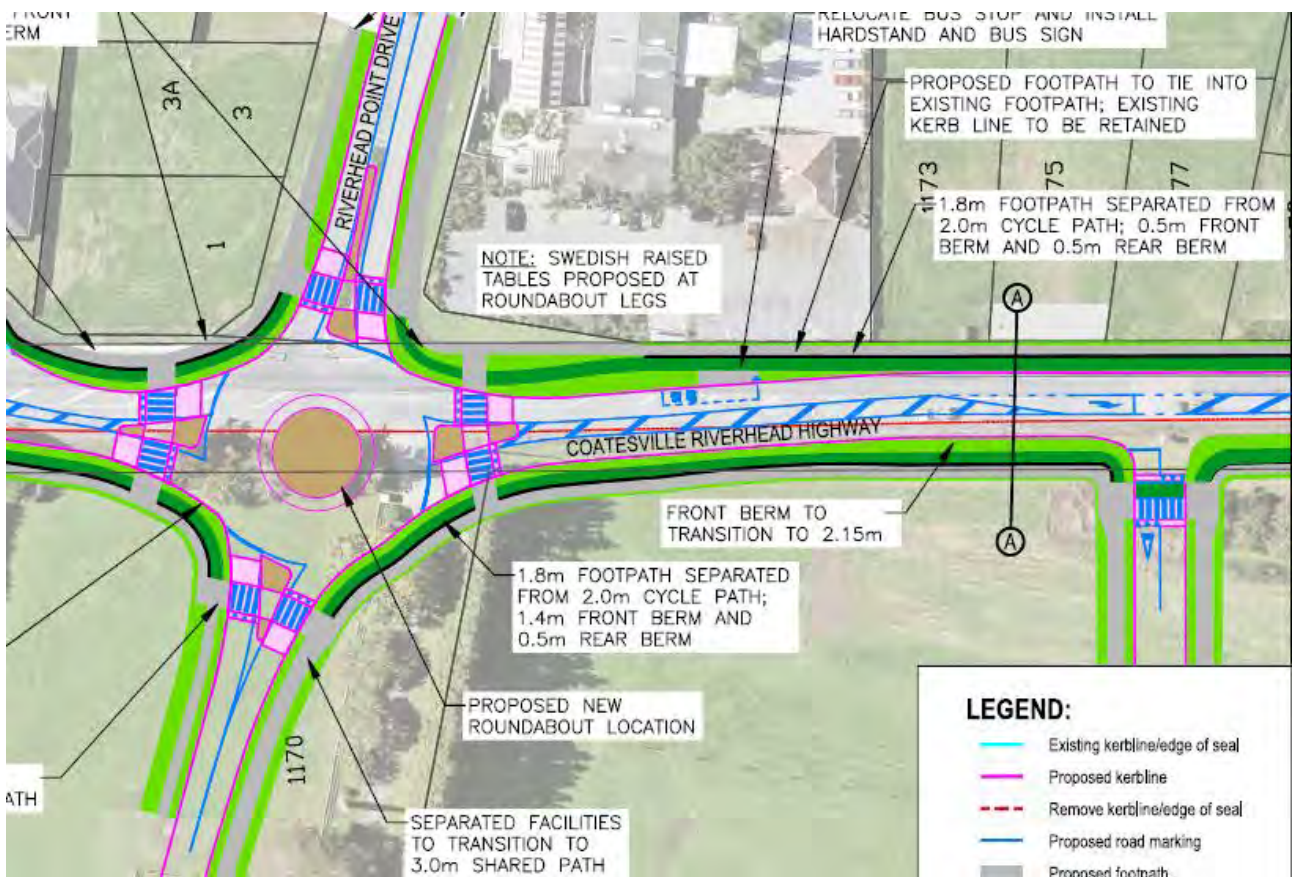 FRONT
ERM
3A
3
1
RIVERHEAD POINT DRIVE
RELOCATE BUS STOP AND INSTALL
HARDSTAND AND BUS SIGN
PROPOSED FOOTPATH TO TIE INTO
EXISTING FOOTPATH; EXISTING
KERB LINE TO BE RETAINED
1173
75
77
1.8m FOOTPATH SEPARATED FROM
2.0m CYCLE PATH; 0.5m FRONT
BERM AND 0.5m REAR BERM
NOTE: SWEDISH RAISED
TABLES PROPOSED AT
ROUNDABOUT LEGS
A
COATESVILLE RIVERHEAD HIGHWAY
FRONT BERM TO
TRANSITION TO 2.15m
A
1.8m FOOTPATH SEPARATED
FROM 2.0m CYCLE PATH;
1.4m FRONT BERM AND
0.5m REAR BERM
PROPOSED NEW
ROUNDABOUT LOCATION
1170
ATH
SEPARATED FACILITIES
TO TRANSITION TO
3.0m SHARED PATH
LEGEND:
Existing kerbline/edge of seal
Proposed kerbline
Remove kerbline/edge of seal
Proposed road marking
Proposed footpath